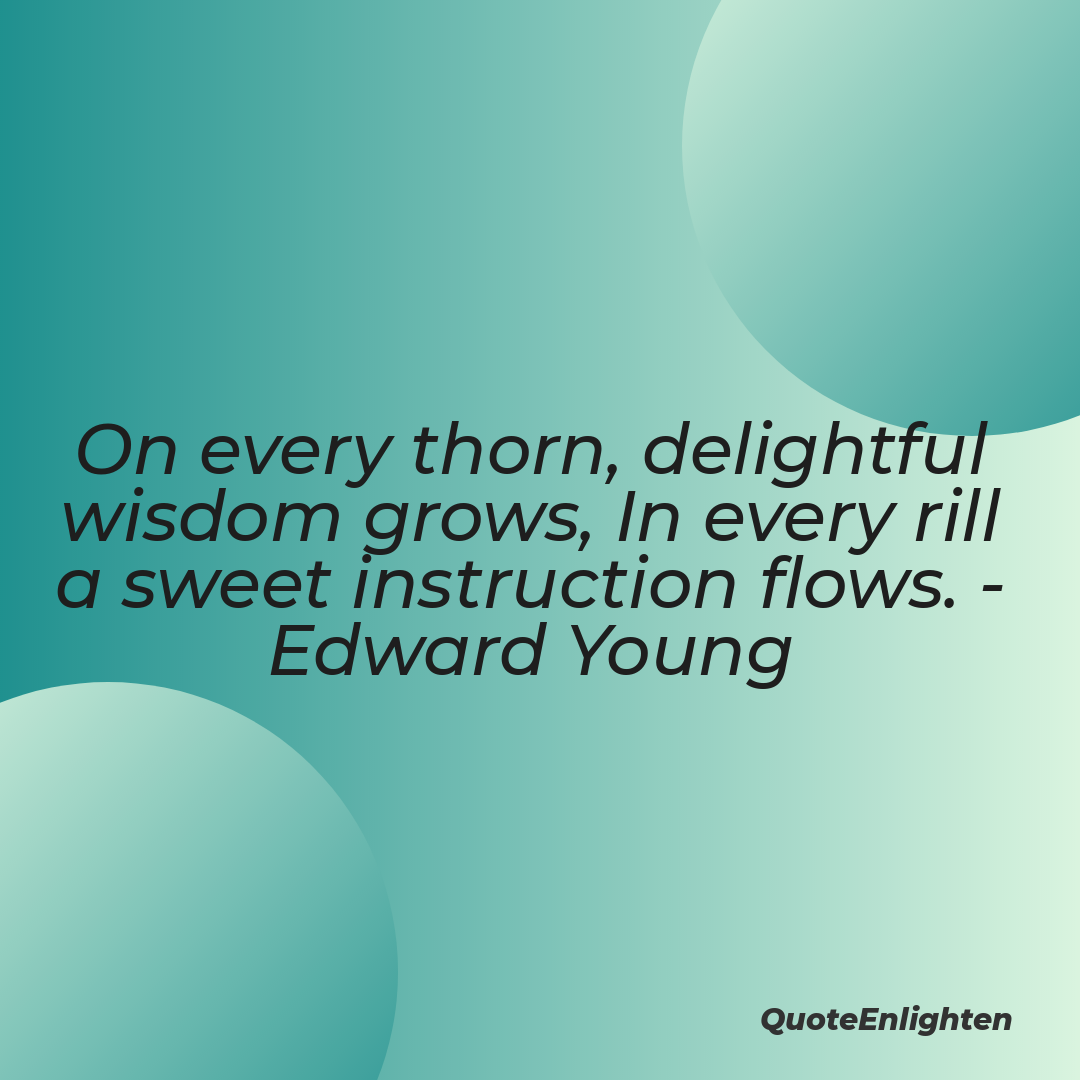 On every thorn, delightful
wisdom grows, In every rill
a sweet instruction flows. -
Edward Young
QuoteEnlighten